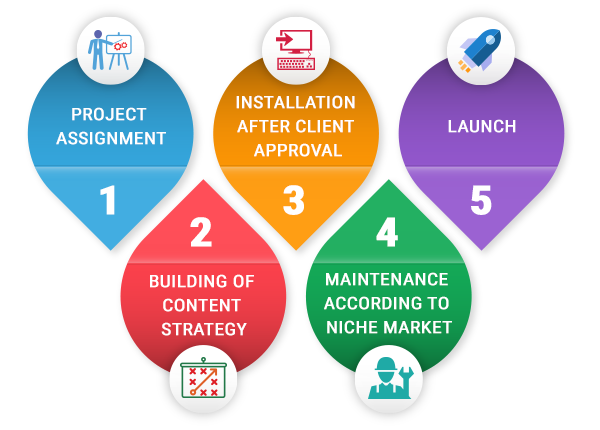 PROJECT
ASSIGNMENT
1
2
BUILDING OF
CONTENT
STRATEGY
INSTALLATION
AFTER CLIENT
APPROVAL
3
4
MAINTENANCE
ACCORDING TO
NICHE MARKET
LAUNCH
5